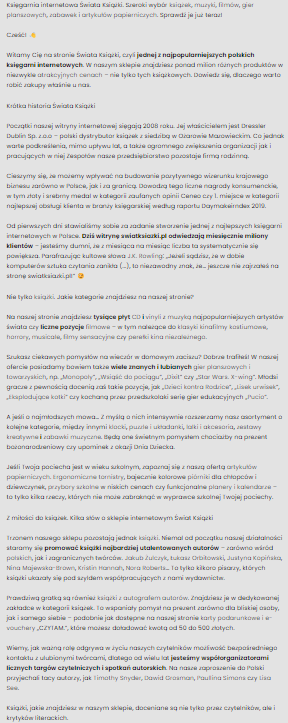 Księgarnia internetowa Świata Książki. Szeroki wybór książek, muzyki, filmów, gier
planszowych, zabawek i artykułów papierniczych. Sprawdź je już teraz!
Cześć! 👋
Witamy Cię na stronie Świata Książki, czyli jednej z najpopularniejszych polskich
księgarni internetowych. W naszym sklepie znajdziesz ponad milion różnych produktów w
niezwykle atrakcyjnych cenach – nie tylko tych książkowych. Dowiedz się, dlaczego warto
robić zakupy właśnie u nas.
Krótka historia Świata Książki
Początki naszej witryny internetowej sięgają 2008 roku. Jej właścicielem jest Dressler
Dublin Sp. z.o.o – polski dystrybutor książek z siedzibą w Ożarowie Mazowieckim. Co jednak
warte podkreślenia, mimo upływu lat, a także ogromnego zwiększenia organizacji jak i
pracujących w niej Zespołów nasze przedsiębiorstwo pozostaje firmą rodzinną.
Cieszymy się, że możemy wpływać na budowanie pozytywnego wizerunku krajowego
biznesu zarówno w Polsce, jak i za granicą. Dowodzą tego liczne nagrody konsumenckie,
w tym złoty i srebrny medal w kategorii zaufanych opinii Ceneo czy 1. miejsce w kategorii
najlepszej obsługi klienta w branży księgarskiej według raportu Daymakerindex 2019.
Od pierwszych dni stawialiśmy sobie za zadanie stworzenie jednej z najlepszych księgarni
internetowych w Polsce. Dziś witrynę swiatksiazki.pl odwiedzają miesięcznie miliony
klientów – jesteśmy dumni, że z miesiąca na miesiąc liczba ta systematycznie się
powiększa. Parafrazując kultowe słowa J.K. Rowling: „Jeżeli sądzisz, że w dobie
komputerów sztuka czytania zanikła (…), to niezawodny znak, że… jeszcze nie zajrzałeś na
stronę swiatksiazki.pl!” 😉
Nie tylko książki. Jakie kategorie znajdziesz na naszej stronie?
Na naszej stronie znajdziesz tysiące płyt CD i vinyli z muzyką najpopularniejszych artystów
świata czy liczne pozycje filmowe – w tym należące do klasyki kinafilmy kostiumowe,
horrory, musicale, filmy sensacyjne czy perełki kina niezależnego.
Szukasz ciekawych pomysłów na wieczór w domowym zaciszu? Dobrze trafiłeś! W naszej
ofercie posiadamy bowiem także wiele znanych i lubianych gier planszowych i
towarzyskich, np. „Monopoly”, „Wsiąść do pociągu”, „Dixit” czy „Star Wars. X-wing”. Młodsi
gracze z pewnością docenią zaś takie pozycje, jak „Dzieci kontra Rodzice”, „Lisek urwisek”,
„Eksplodujące kotki” czy kochaną przez przedszkolaki serię gier edukacyjnych „Pucio”.
A jeśli o najmłodszych mowa… Z myślą o nich intensywnie rozszerzamy nasz asortyment o
kolejne kategorie, między innymi klocki, puzzle i układanki, lalki i akcesoria, zestawy
kreatywne i zabawki muzyczne. Będą one świetnym pomysłem chociażby na prezent
bożonarodzeniowy czy upominek z okazji Dnia Dziecka.
Jeśli Twoja pociecha jest w wieku szkolnym, zapoznaj się z naszą ofertą artykułów
papierniczych. Ergonomiczne tornistry, bajecznie kolorowe piórniki dla chłopców i
dziewczynek, przybory szkolne w niskich cenach czy funkcjonalne planery i kalendarze –
to tylko kilka rzeczy, których nie może zabraknąć w wyprawce szkolnej Twojej pociechy.
Z miłości do książek. Kilka słów o sklepie internetowym Świat Książki
Trzonem naszego sklepu pozostają jednak książki. Niemal od początku naszej działalności
staramy się promować książki najbardziej utalentowanych autorów – zarówno wśród
polskich, jak i zagranicznych twórców. Jakub Żulczyk, Łukasz Orbitowski, Justyna Kopińska,
Nina Majewska-Brown, Kristin Hannah, Nora Roberts… To tylko kilkoro pisarzy, których
książki ukazały się pod szyldem współpracujących z nami wydawnictw.
Prawdziwą gratką są również książki z autografem autorów. Znajdziesz je w dedykowanej
zakładce w kategorii książek. To wspaniały pomysł na prezent zarówno dla bliskiej osoby,
jak i samego siebie – podobnie jak dostępne na naszej stronie karty podarunkowe i e-
vouchery „CZYTAM.”, które możesz doładować kwotą od 50 do 500 złotych.
Wiemy, jak ważną rolę odgrywa w życiu naszych czytelników możliwość bezpośredniego
kontaktu z ulubionymi twórcami, dlatego od wielu lat jesteśmy współorganizatorami
licznych targów czytelniczych i spotkań autorskich. Na nasze zaproszenie do Polski
przyjechali tacy autorzy, jak Timothy Snyder, David Grosman, Paullina Simons czy Lisa
See.
Książki, jakie znajdziesz w naszym sklepie, doceniane są nie tylko przez czytelników, ale i
krytyków literackich.